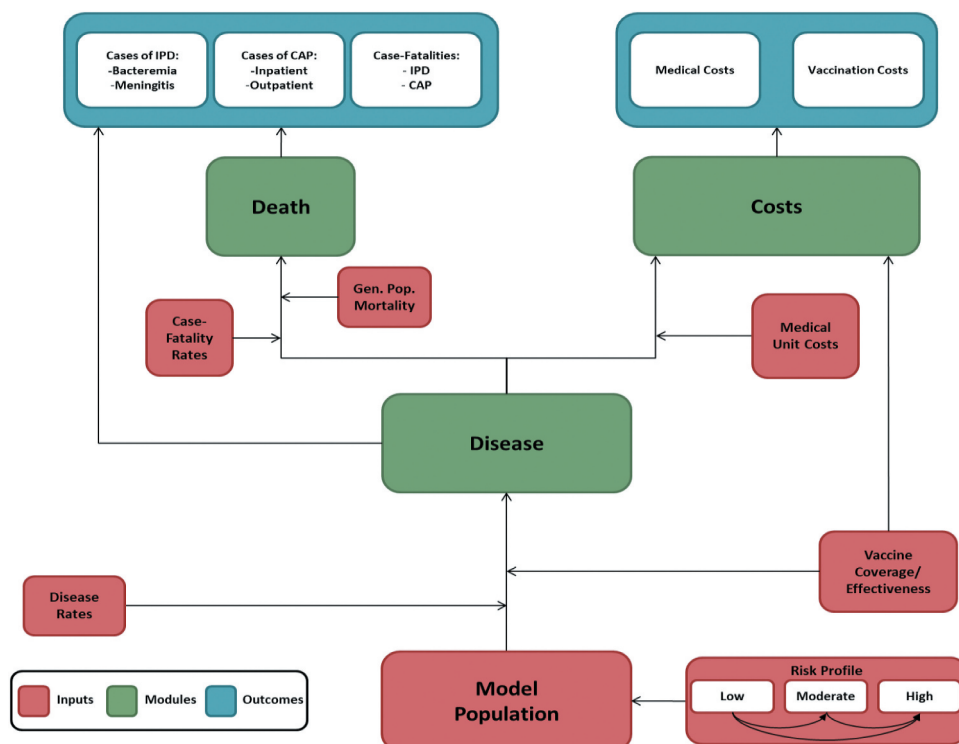 Cases of IPD:
-Bacteremia
-Meningitis
Cases of CAP:
-Inpatient
-Outpatient
Case-Fatalities:
- IPD
- CAP
Medical Costs
Vaccination Costs
Death
Costs
Gen. Pop.
Mortality
Case-
Fatality
Rates
Medical
Unit Costs
Disease
Vaccine
Coverage/
Effectiveness
Disease
Rates
Model
Population
Risk Profile
Low
Moderate
High
Inputs
Modules
Outcomes